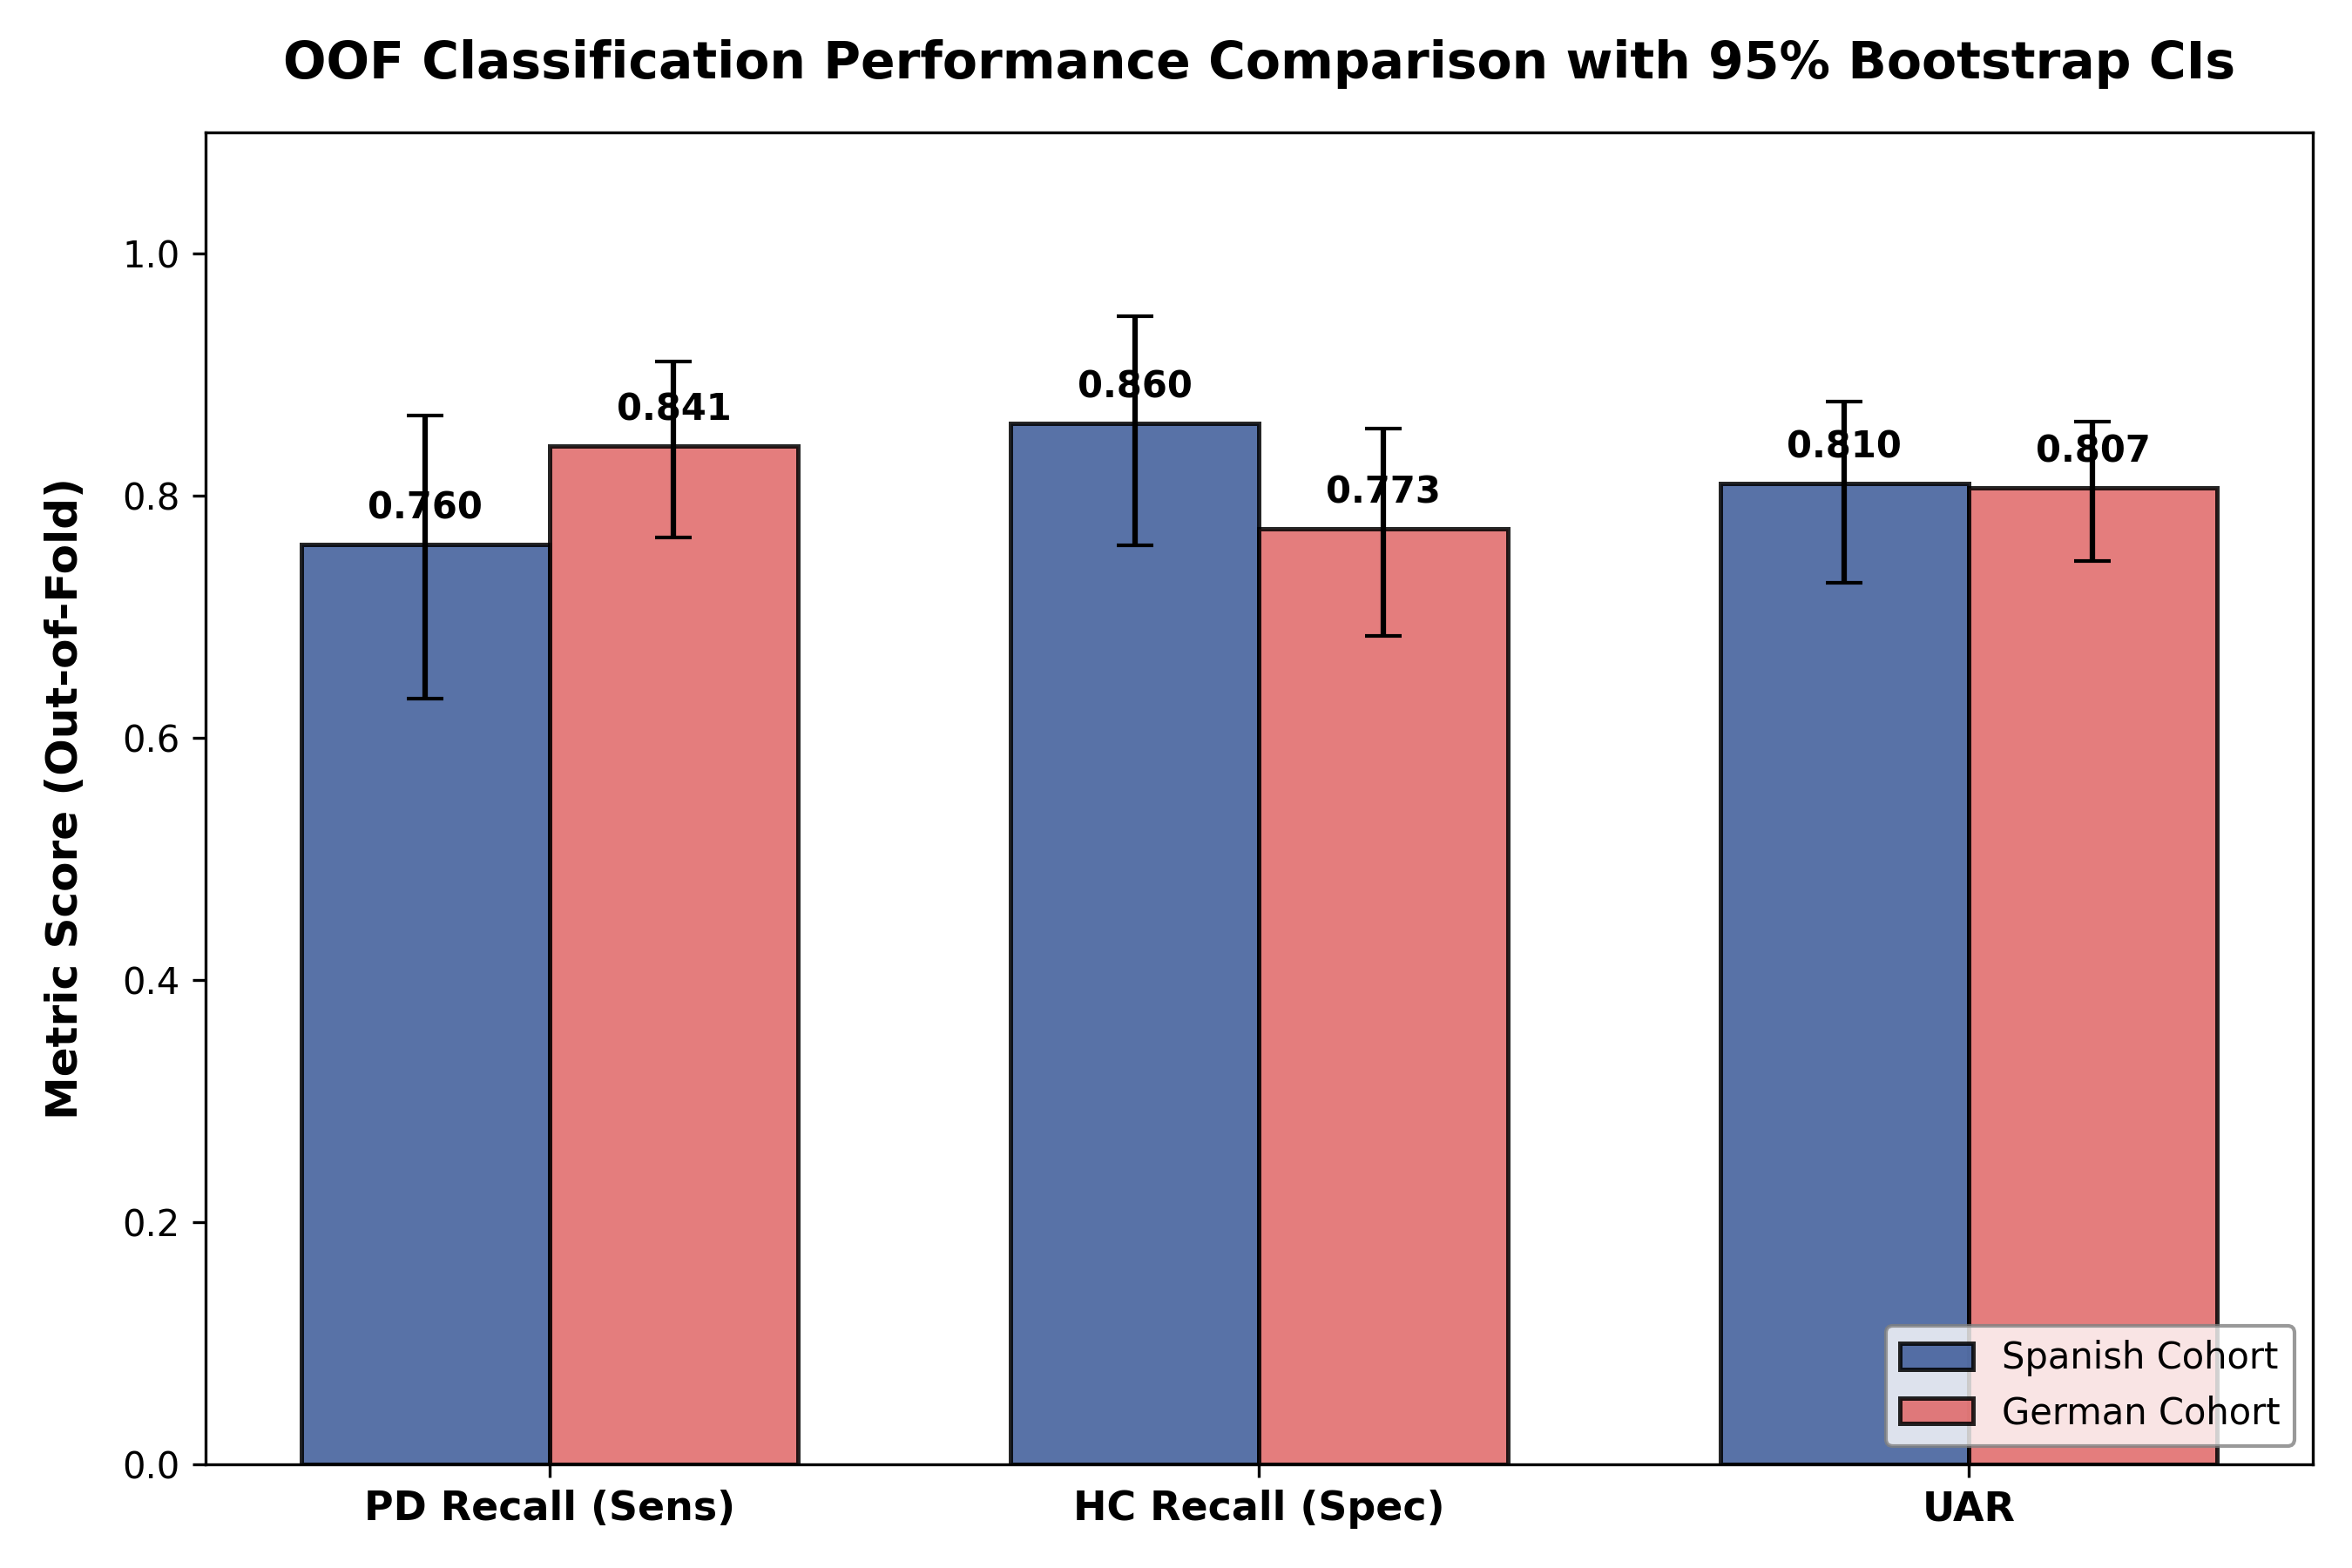 OOF Classification Performance Comparison with 95% Bootstrap CIs
Metric Score (Out-of-Fold)
1.0
0.8
0.6
0.4
0.2
0.0
0.760
0.841
0.860
0.773
0.810
0.807
Spanish Cohort
German Cohort
PD Recall (Sens)
HC Recall (Spec)
UAR